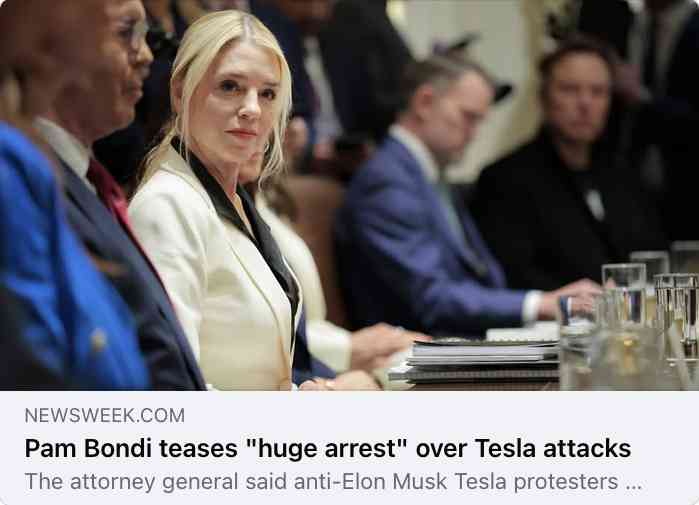 NEWSWEEK.COM
Pam Bondi teases "huge arrest" over Tesla attacks
The attorney general said anti-Elon Musk Tesla protesters ...